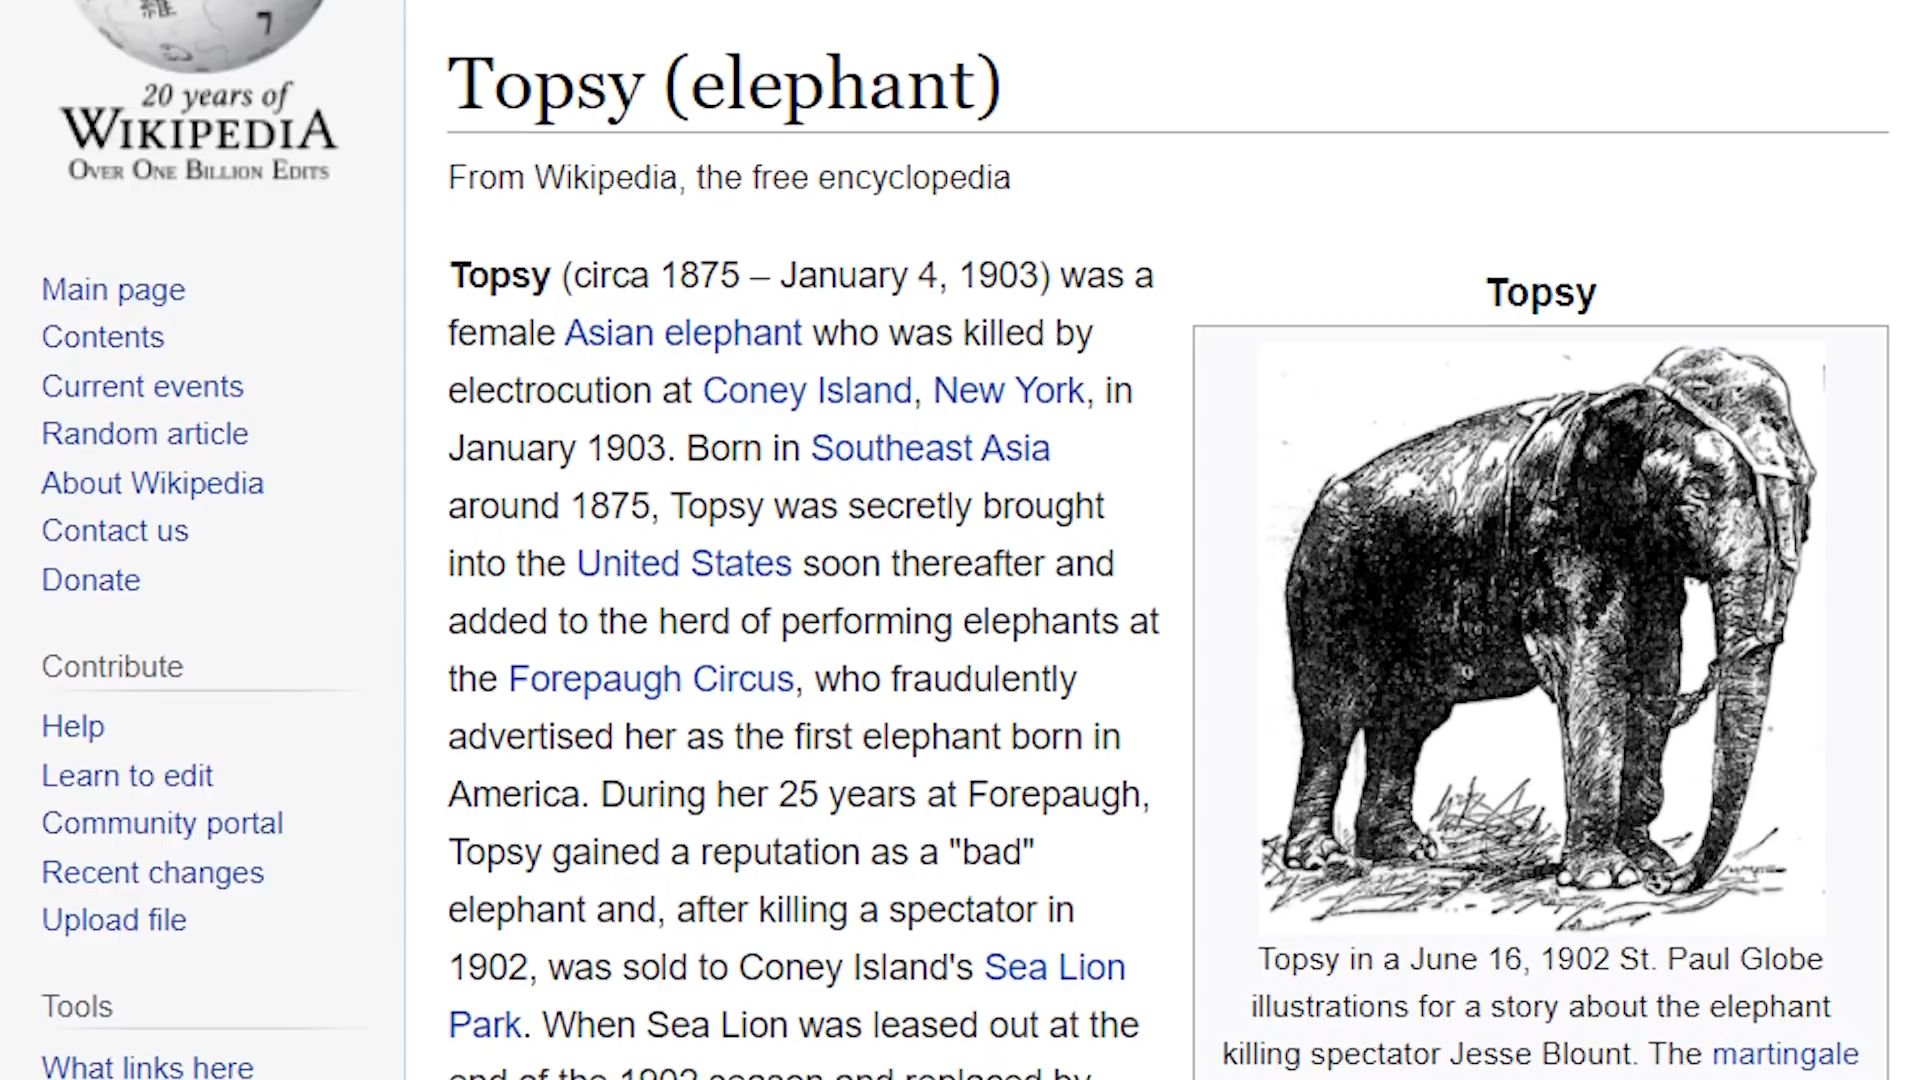 20 years of
WIKIPEDIA
OVER ONE BILLION EDITS
Main page
Contents
Current events
Random article
About Wikipedia
Contact us
Donate
Contribute
Help
Learn to edit
Community portal
Recent changes
Upload file
Tools
What links here
Topsy (elephant)
From Wikipedia, the free encyclopedia
Topsy (circa 1875 – January 4, 1903) was a
female Asian elephant who was killed by
electrocution at Coney Island, New York, in
January 1903. Born in Southeast Asia
around 1875, Topsy was secretly brought
into the United States soon thereafter and
added to the herd of performing elephants at
the Forepaugh Circus, who fraudulently
advertised her as the first elephant born in
America. During her 25 years at Forepaugh,
Topsy gained a reputation as a "bad"
elephant and, after killing a spectator in
1902, was sold to Coney Island's Sea Lion
Park. When Sea Lion was leased out at the
end of the 1902 season and replaced by
Topsy
Topsy in a June 16, 1902 St. Paul Globe
illustrations for a story about the elephant
killing spectator Jesse Blount. The martingale